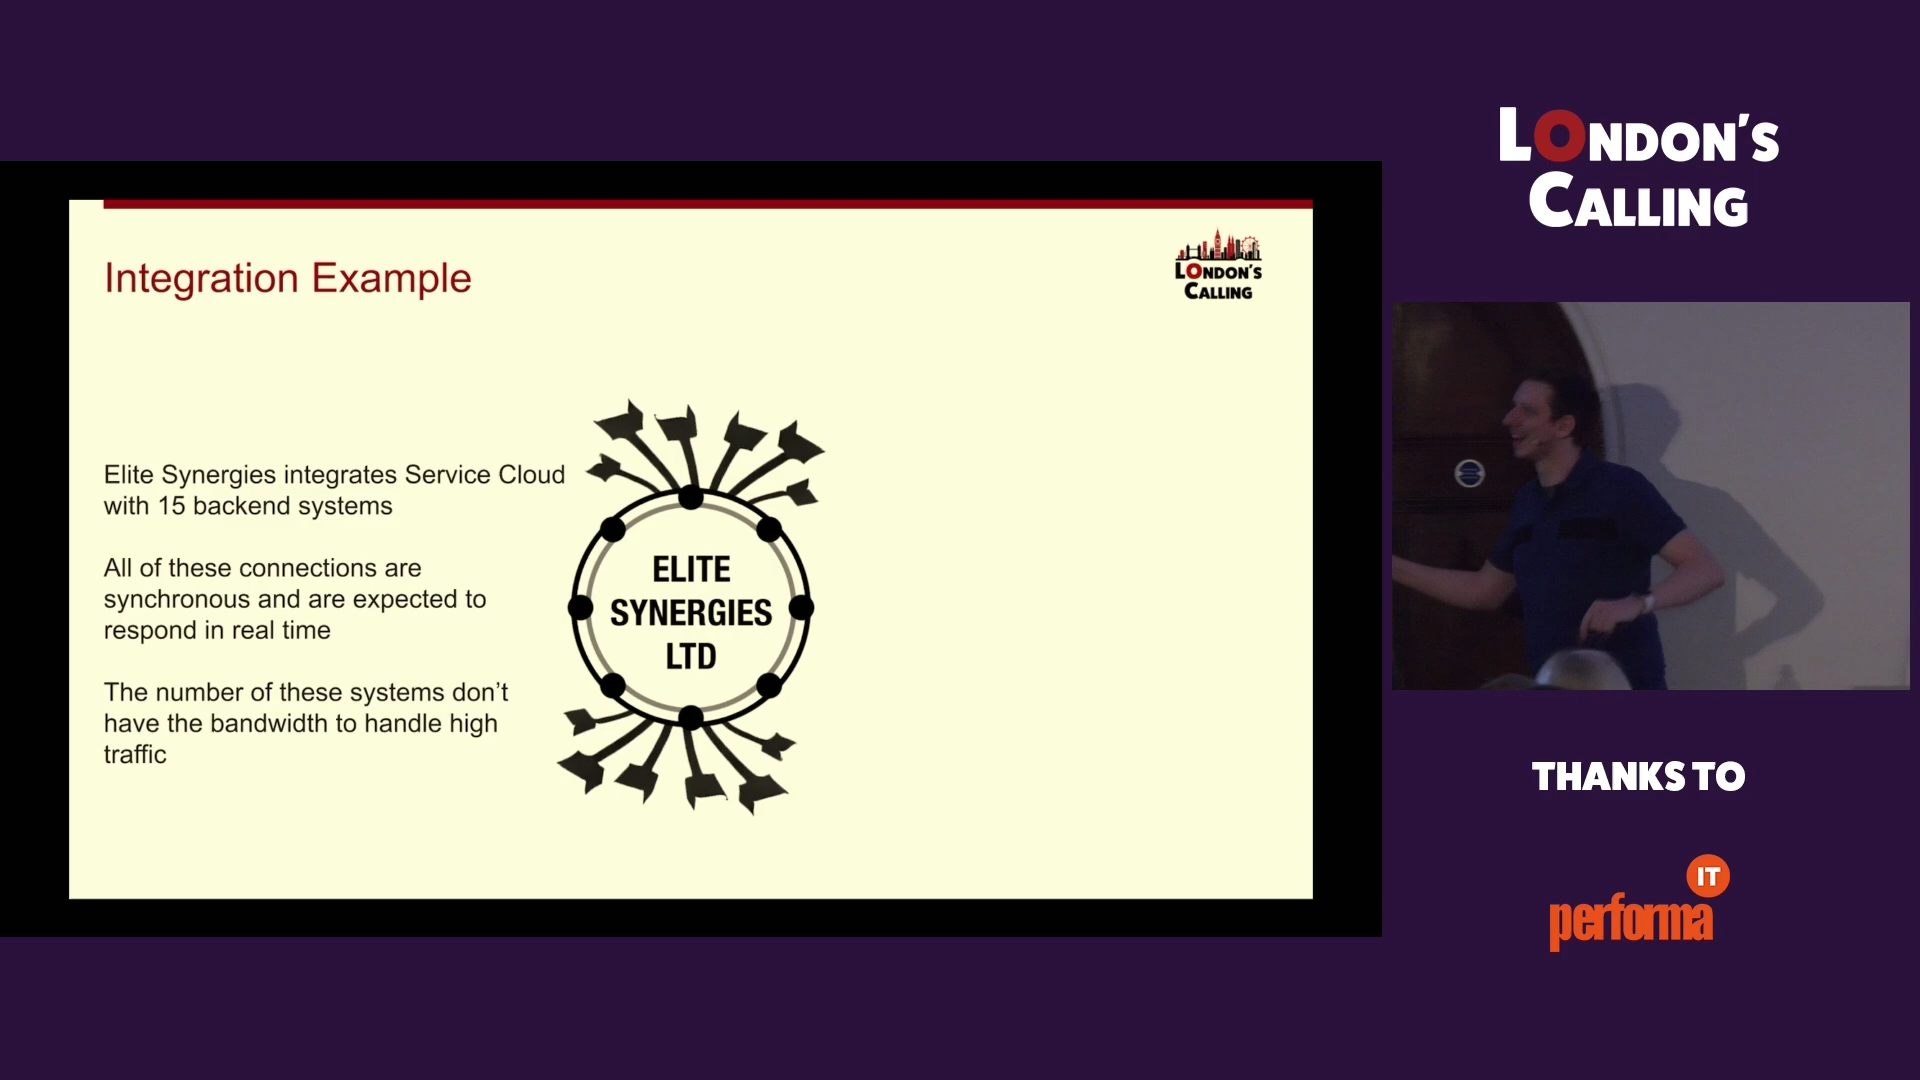 LONDON'S
CALLING
Integration Example
LONDON'S
CALLING
Elite Synergies integrates Service Cloud
with 15 backend systems
All of these connections are
synchronous and are expected to
respond in real time
The number of these systems don't
have the bandwidth to handle high
traffic
ELITE
SYNERGIES
LTD
THANKS TO
IT
performa